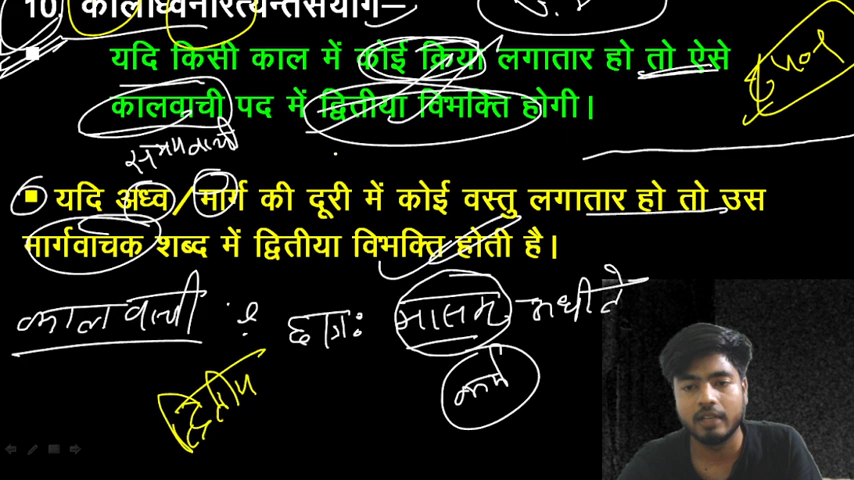 10. कालाध्वनोरत्यन्तसंयोगे–
यदि किसी काल में कोई क्रिया लगातार हो तो ऐसे
कालवाची पद में द्वितीया विभक्ति होगी।
समयवाची
यदि अध्व/मार्ग की दूरी में कोई वस्तु लगातार हो तो उस
मार्गवाचक शब्द में द्वितीया विभक्ति होती है।
कालवाची : छात्रः मासम् अधीते
कर्म
द्वितीय